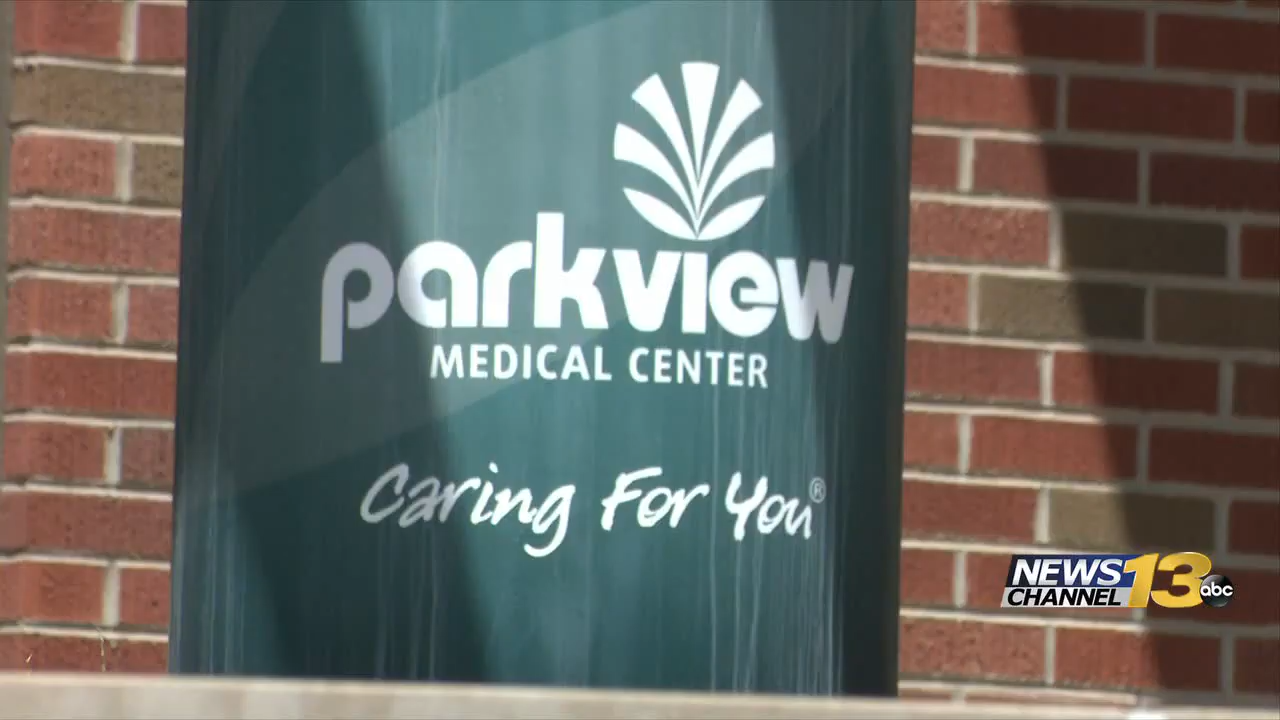 parkview
MEDICAL CENTER
Caring For You®
NEWS 13
CHANNEL abc